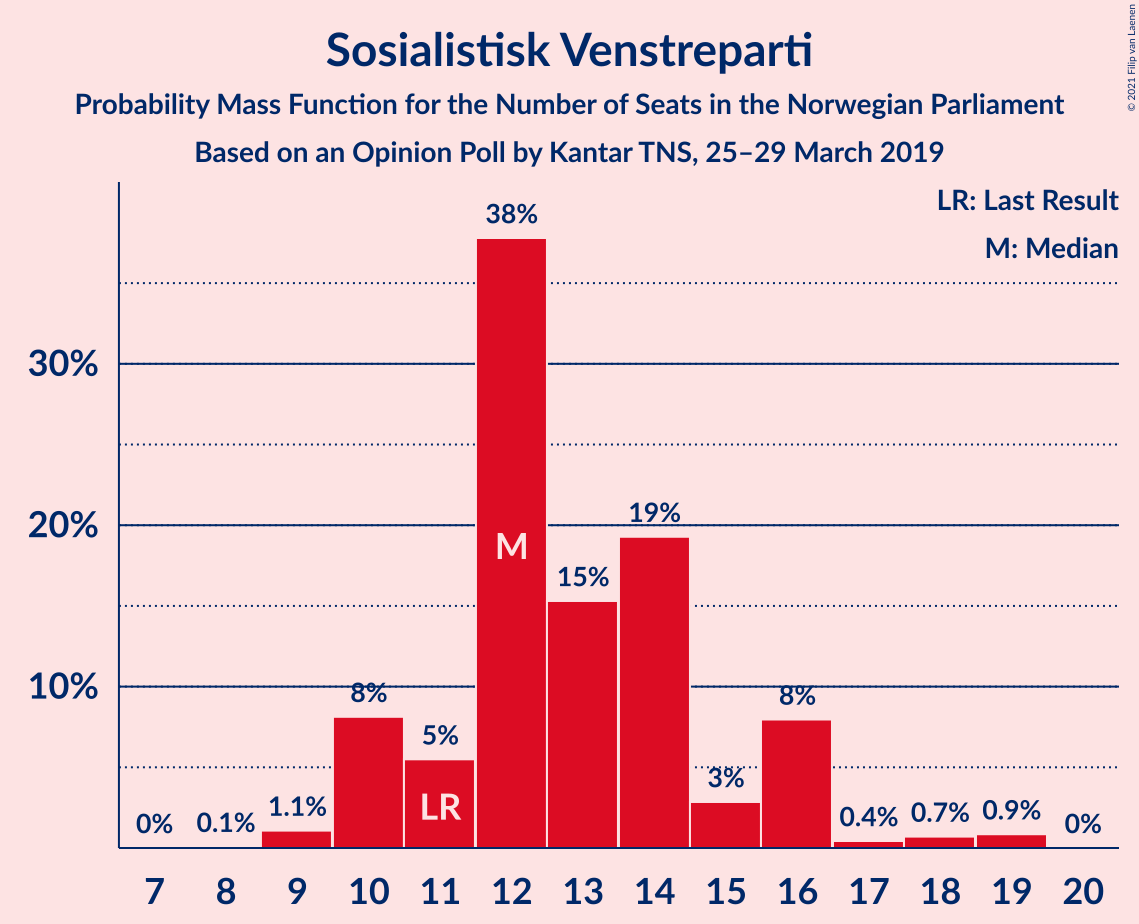 Sosialistisk Venstreparti
Probability Mass Function for the Number of Seats in the Norwegian Parliament
Based on an Opinion Poll by Kantar TNS, 25–29 March 2019
© 2021 Filip van Laenen
LR: Last Result
M: Median
38%
30%
20%
19%
M
15%
10%
8%
8%
5%
3%
LR
1.1%
0%
0.1%
0.4%
0.7%
0.9%
0%
7 8 9 10 11 12 13 14 15 16 17 18 19 20